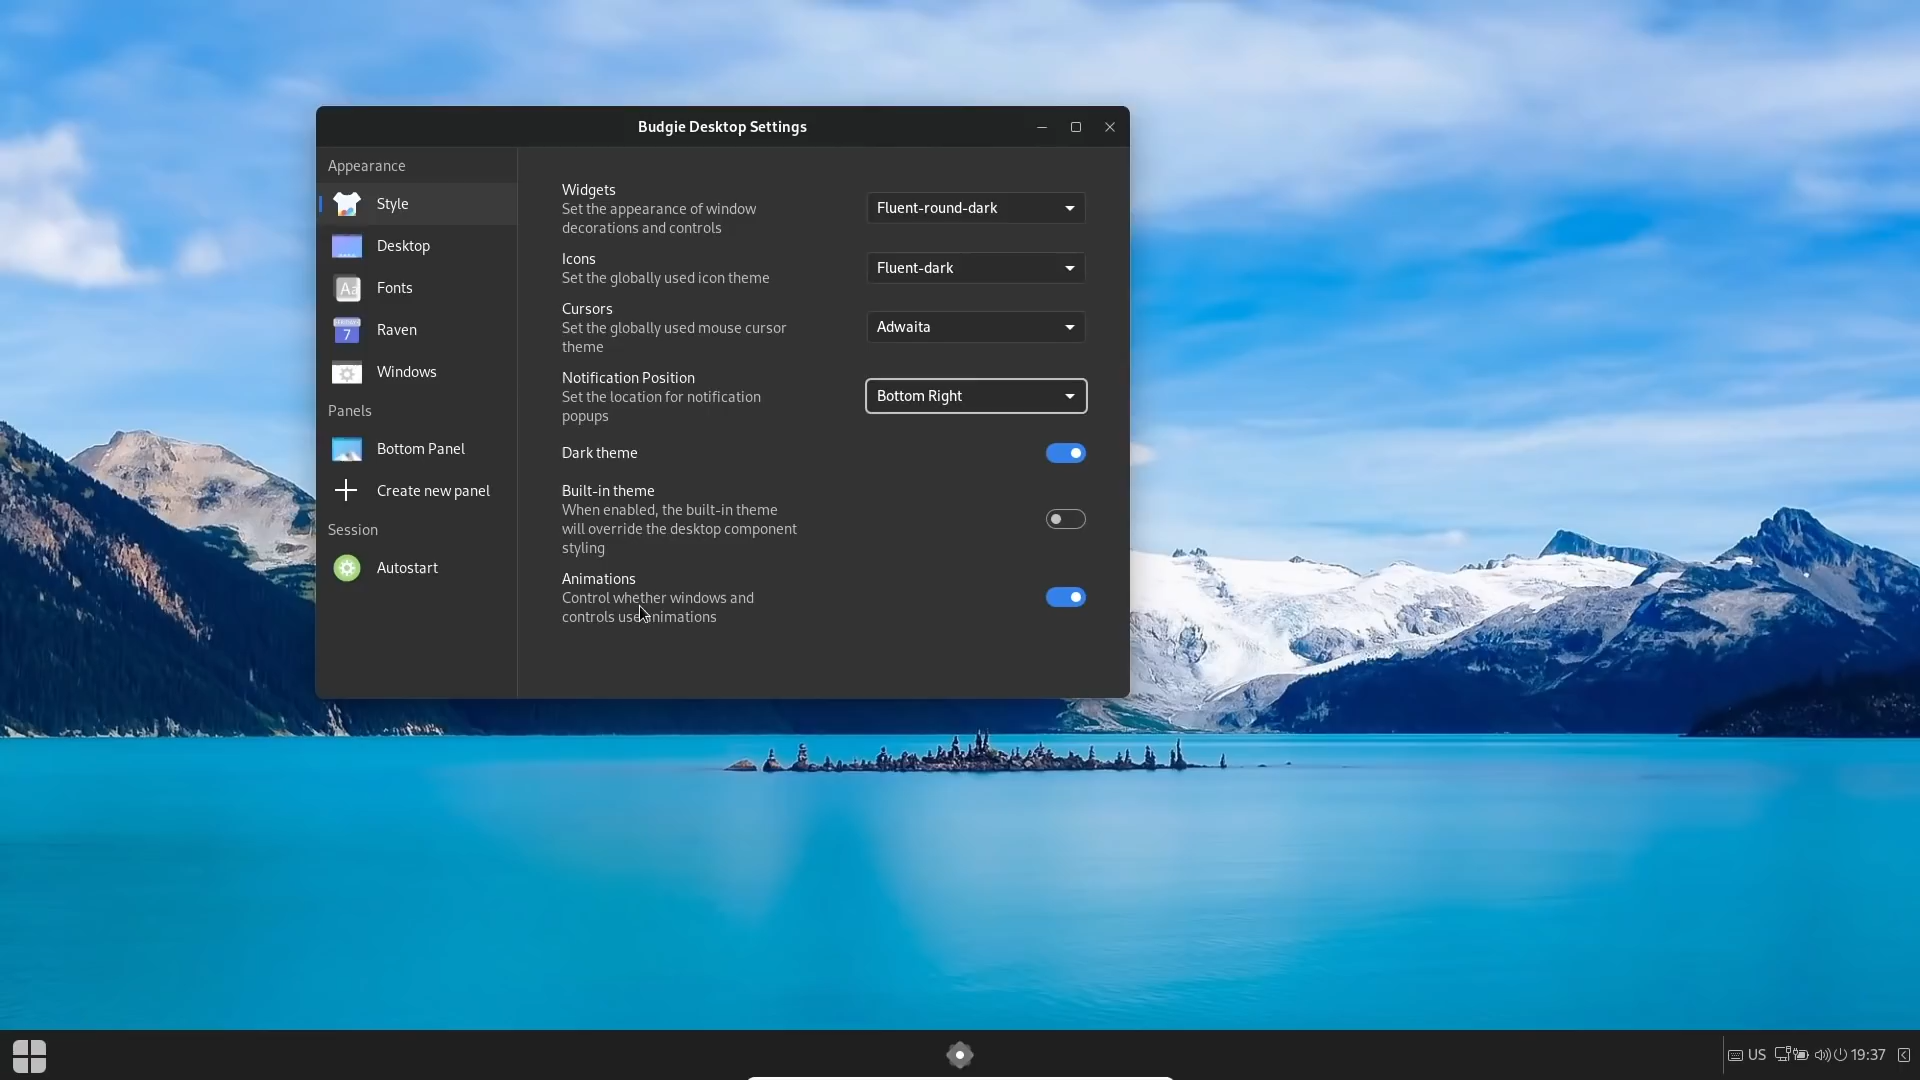 Budgie Desktop Settings
Appearance
Style
Desktop
Fonts
Raven
Windows
Panels
Bottom Panel
Create new panel
Session
Autostart
Widgets
Set the appearance of window
decorations and controls
Fluent-round-dark
Icons
Set the globally used icon theme
Fluent-dark
Cursors
Set the globally used mouse cursor
theme
Adwaita
Notification Position
Set the location for notification
popups
Bottom Right
Dark theme
Built-in theme
When enabled, the built-in theme
will override the desktop component
styling
Animations
Control whether windows and
controls use animations
US
19:37